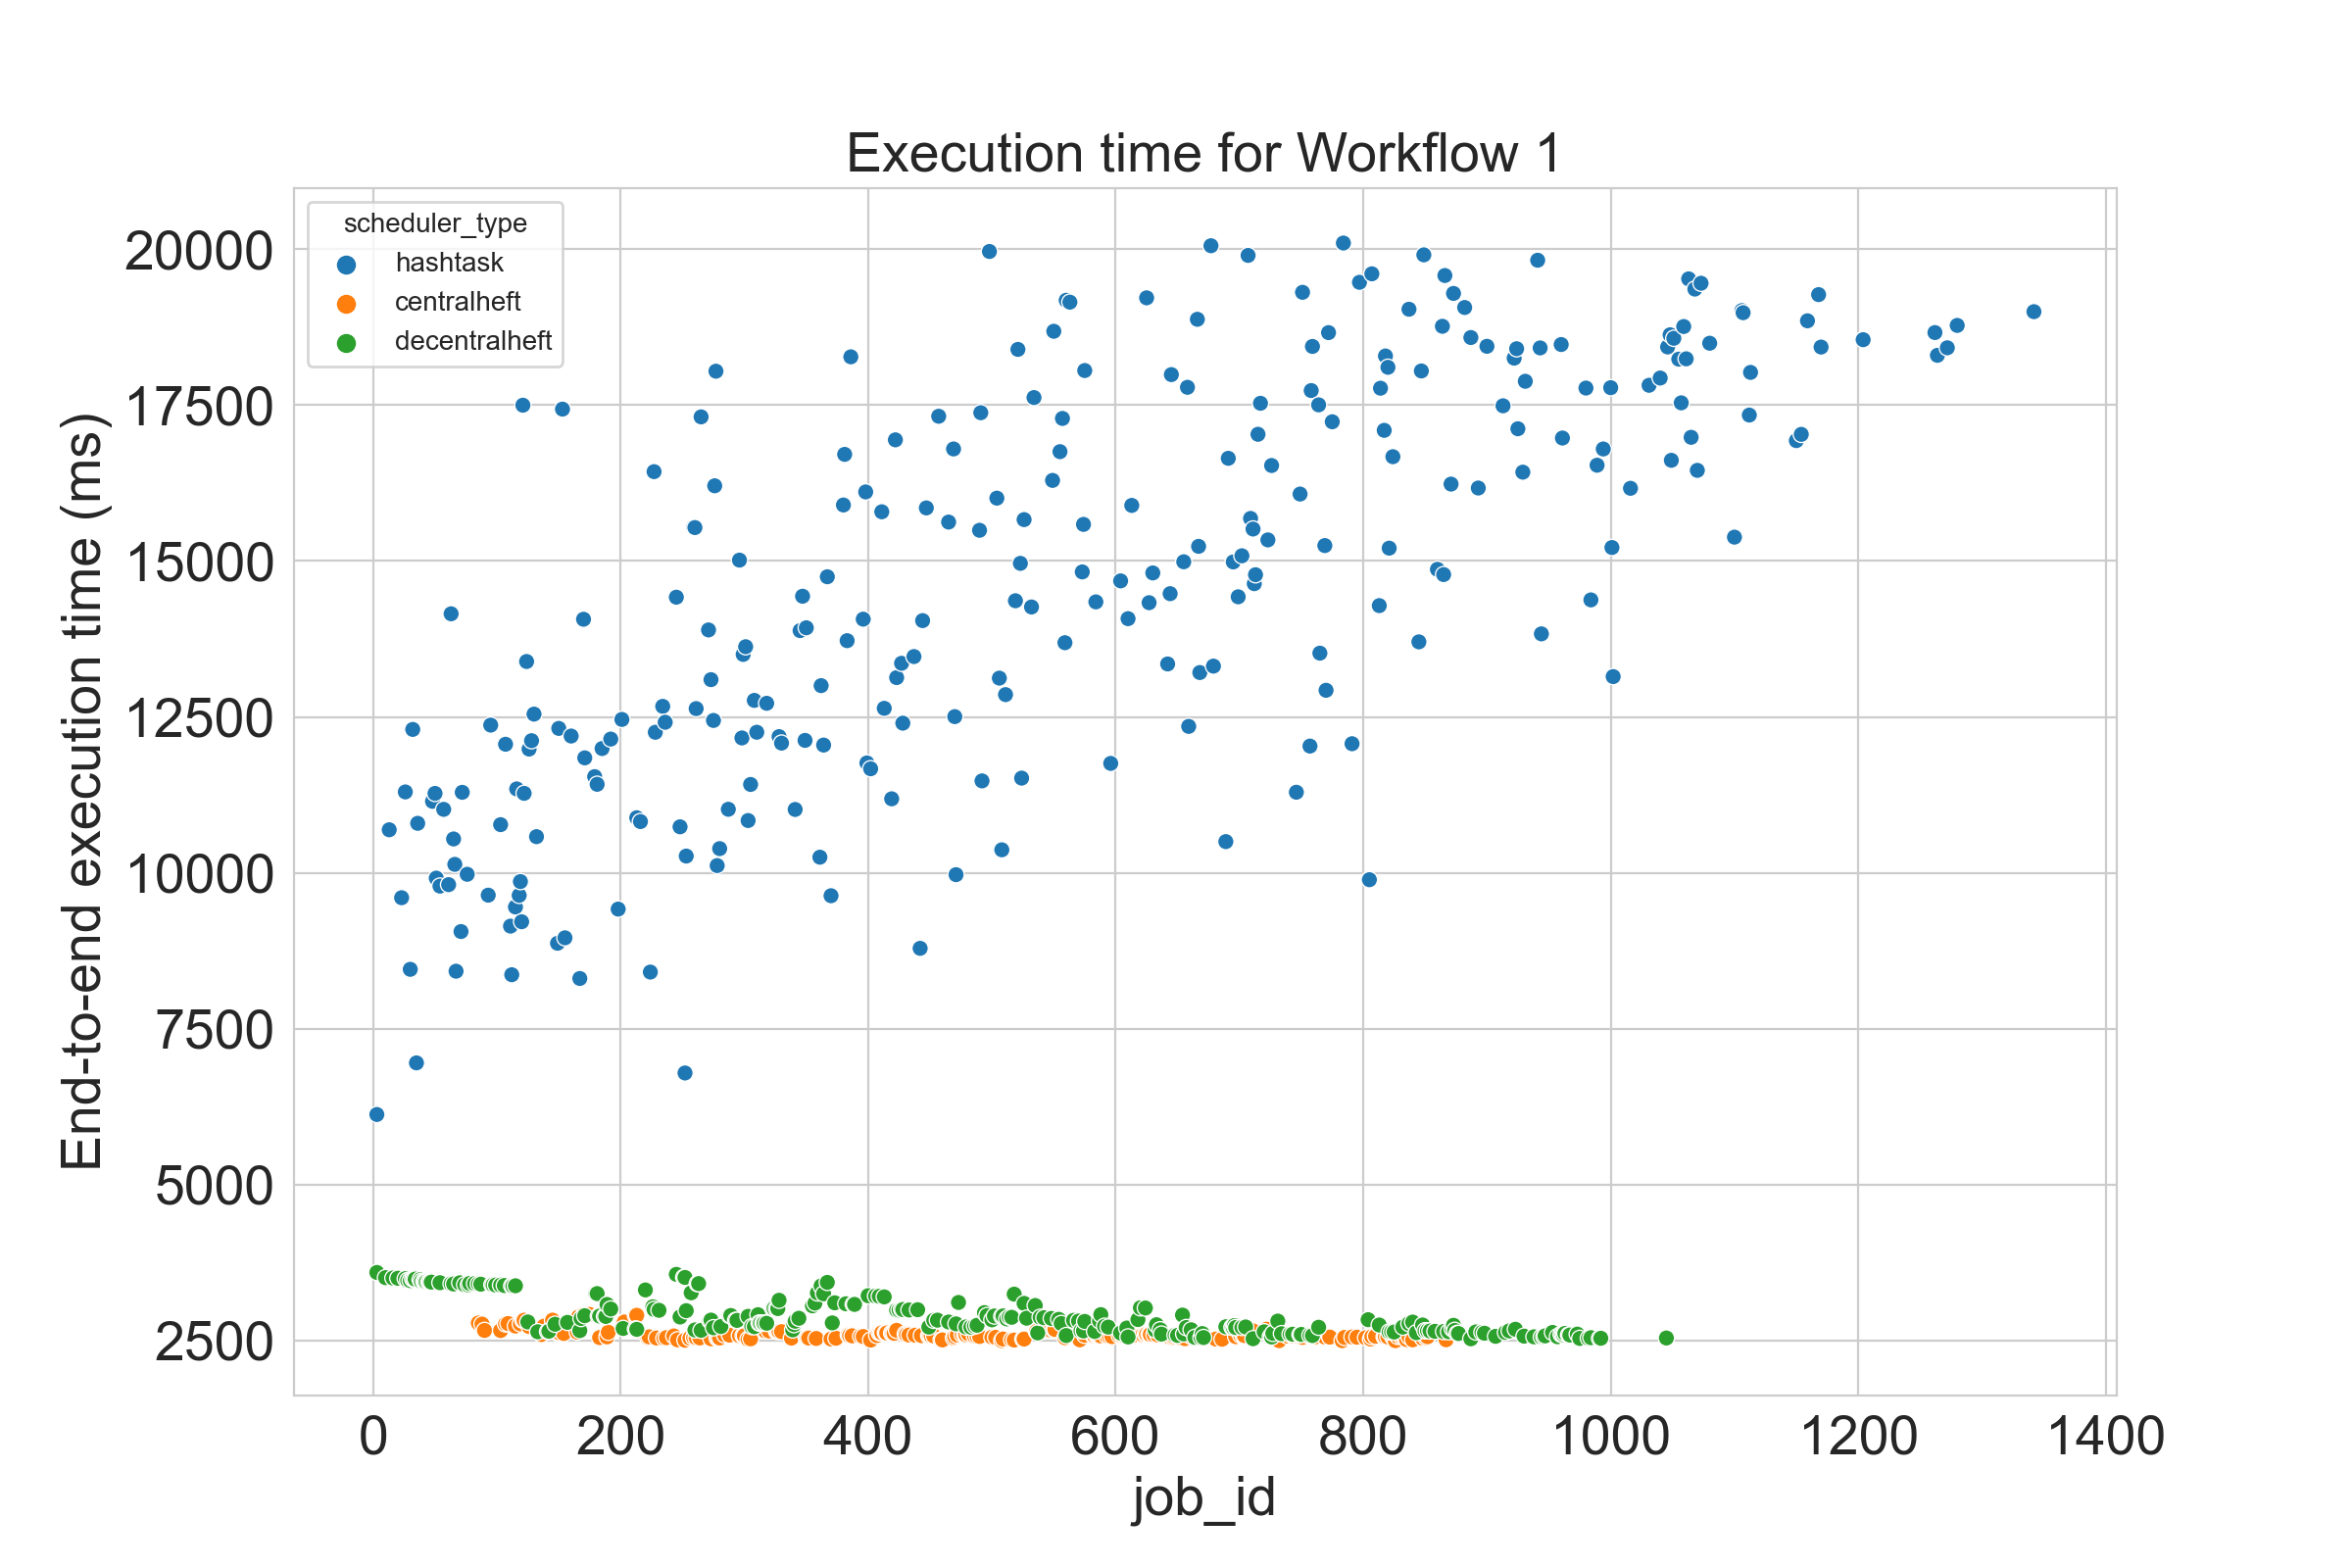 Execution time for Workflow 1
scheduler_type
hashtask
centralheft
decentralheft
End-to-end execution time (ms)
20000
17500
15000
12500
10000
7500
5000
2500
0 200 400 600 800 1000 1200 1400
job_id